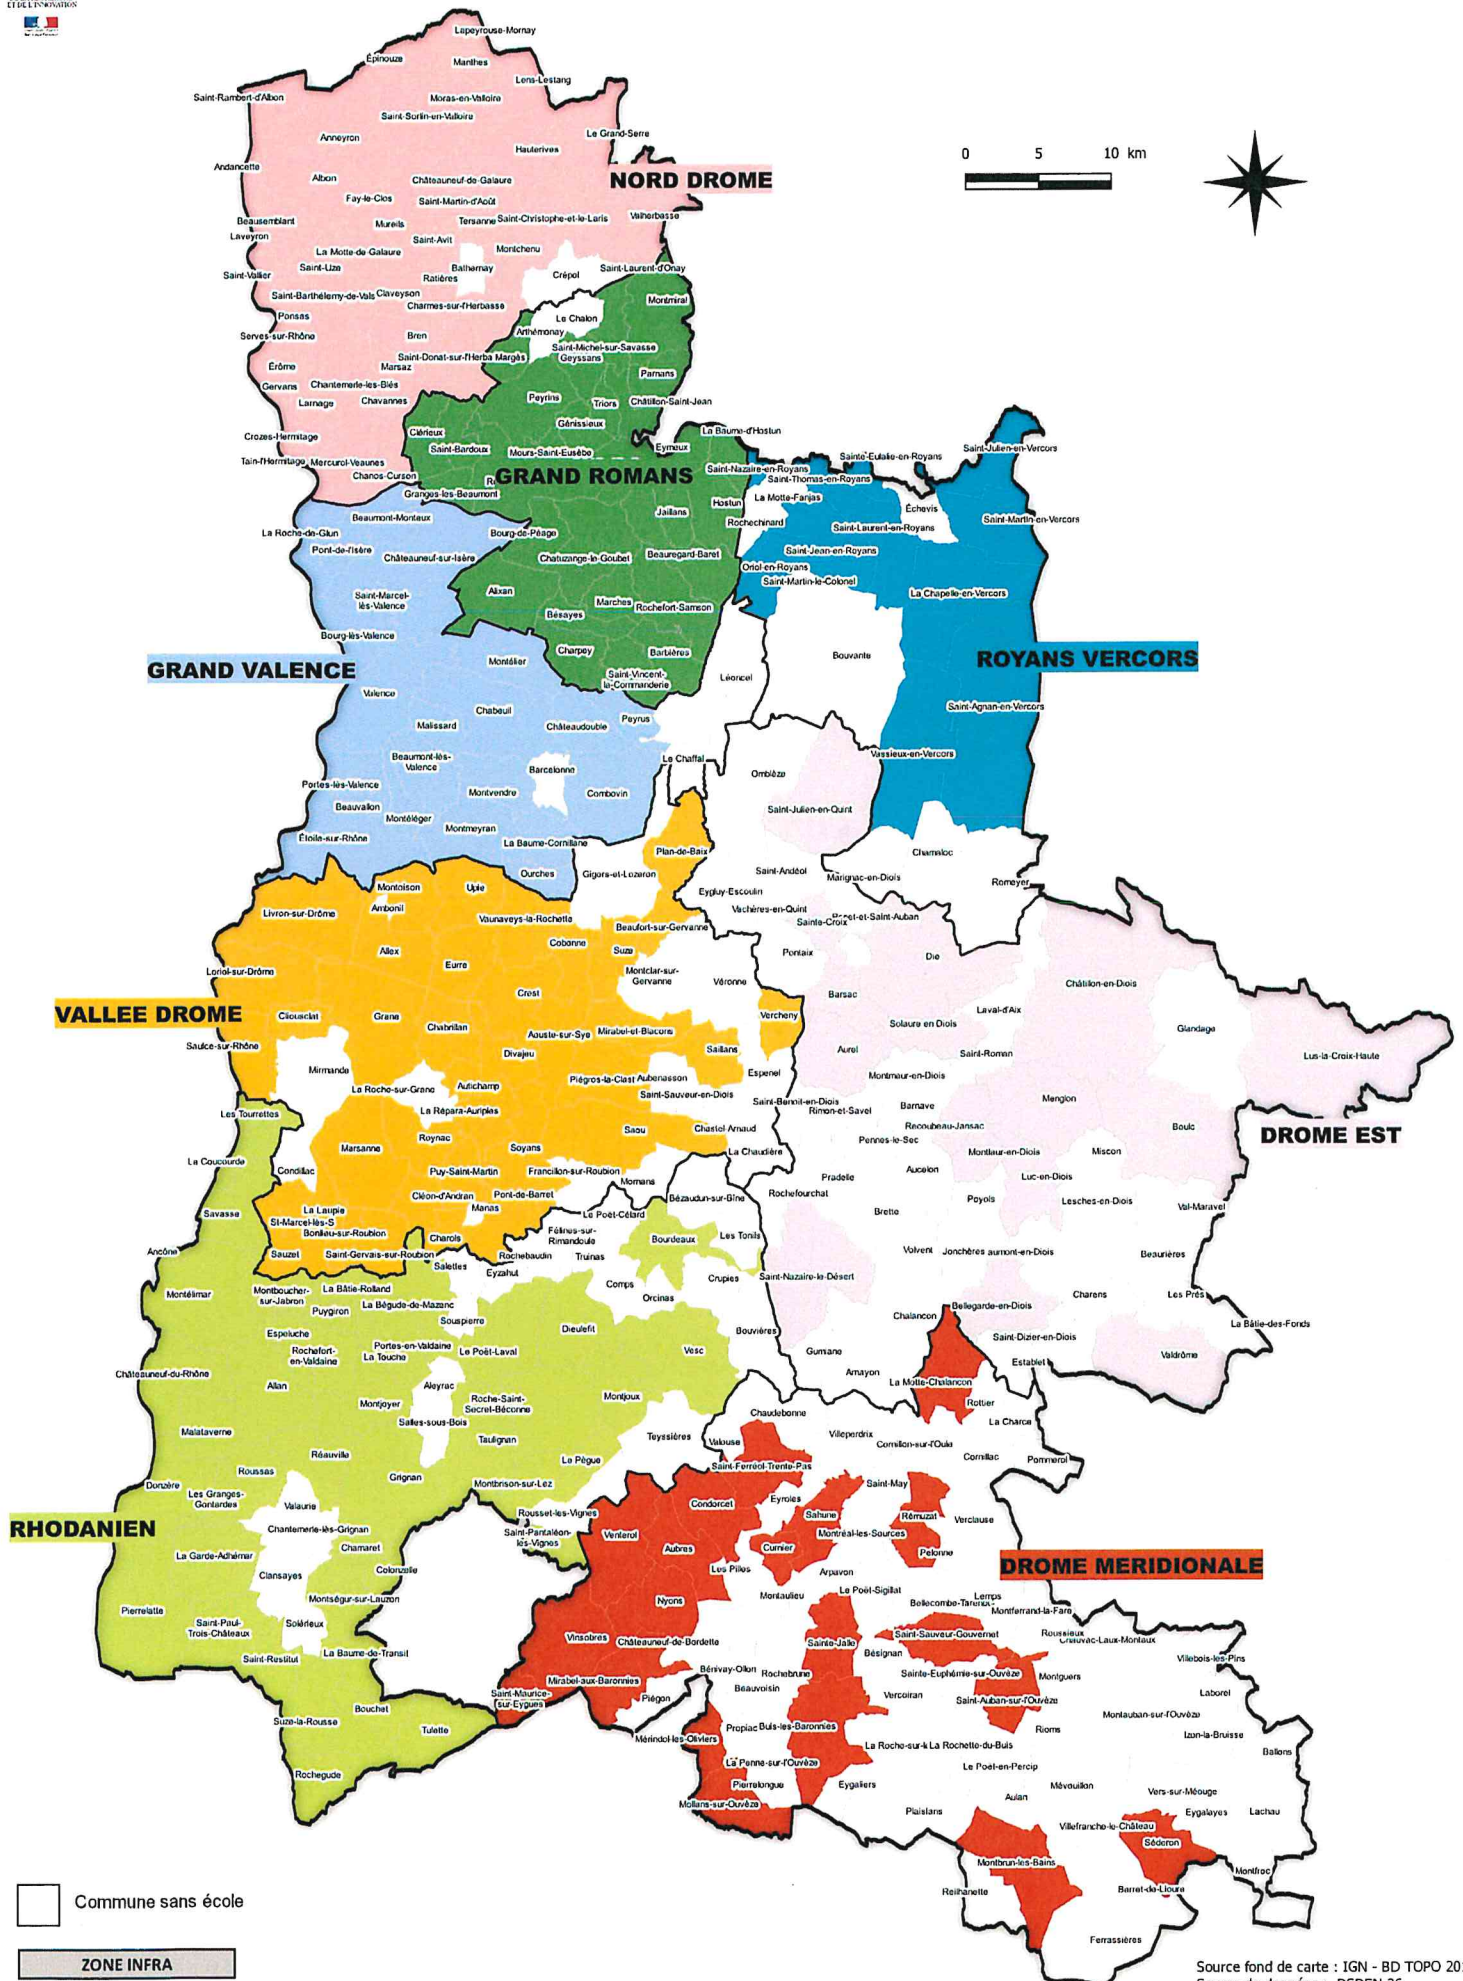 ET DE L'INNOVATION
Lapeyrouse-Mornay
Épinouze
Manthes
Lens-Lestang
Saint-Rambert-d'Albon
Moras-en-Valloire
Saint-Sorlin-en-Valloire
Anneyron
Le Grand-Serre
Hauterives
0 5 10 km
Andancette
Albon
Châteauneuf-de-Galaure
NORD DROME
Fay-le-Clos
Saint-Martin-d'Août
Beausemblant
Mureils
Tersanne
Saint-Christophe-et-le-Laris
Valherbasse
Laveyron
Saint-Avit
La Motte-de-Galaure
Montchenu
Saint-Vallier
Saint-Uze
Ratières
Bathernay
Crépol
Saint-Laurent-d'Onay
Saint-Barthélemy-de-Vals
Claveyson
Charmes-sur-l'Herbasse
Montmiral
Ponsas
Le Chalon
Serves-sur-Rhône
Bren
Arthémonay
Saint-Michel-sur-Savasse
Saint-Donat-sur-l'Herba
Margès
Geyssans
Érôme
Marsaz
Parnans
Gervans
Chantemerle-les-Blés
Larnage
Chavannes
Peyrins
Triors
Châtillon-Saint-Jean
Génissieux
Crozes-Hermitage
Clérieux
Saint-Bardoux
Mours-Saint-Eusèbe
Eymeux
La Baume-d'Hostun
Saint-Julien-en-Vercors
Tain-l'Hermitage
Mercurol-Veaunes
Chanos-Curson
GRAND ROMANS
Saint-Nazaire-en-Royans
Sainte-Eulalie-en-Royans
Saint-Thomas-en-Royans
Granges-les-Beaumont
La Motte-Fanjas
Hostun
Échevis
Beaumont-Monteux
Jaillans
Rochechinard
Saint-Laurent-en-Royans
Saint-Martin-en-Vercors
La Roche-de-Glun
Bourg-de-Péage
Pont-de-l'Isère
Châteauneuf-sur-Isère
Chatuzange-le-Goubet
Beauregard-Baret
Saint-Jean-en-Royans
Oriol-en-Royans
Saint-Martin-le-Colonel
Alixan
La Chapelle-en-Vercors
Saint-Marcel-
lès-Valence
Marches
Rochefort-Samson
Bésayes
Bourg-lès-Valence
Charpey
Barbières
Bouvante
ROYANS VERCORS
GRAND VALENCE
Montélier
Saint-Vincent-
la-Commanderie
Léoncel
Valence
Chabeuil
Malissard
Châteaudouble
Peyrus
Saint-Agnan-en-Vercors
Beaumont-lès-
Valence
Barcelonne
Le Chaffal
Vassieux-en-Vercors
Omblèze
Portes-lès-Valence
Montvendre
Combovin
Beauvallon
Montéléger
Saint-Julien-en-Quint
Étoile-sur-Rhône
Montmeyran
La Baume-Cornillane
Plan-de-Baix
Chamaloc
Ourches
Gigors-et-Lozeron
Saint-Andéol
Marignac-en-Diois
Romeyer
Montoison
Upie
Eygluy-Escoulin
Ambonil
Livron-sur-Drôme
Vaunaveys-la-Rochette
Vachères-en-Quint
Sainte-Croix
Ponet-et-Saint-Auban
Beaufort-sur-Gervanne
Allex
Cobonne
Suze
Pontaix
Die
Eurre
Loriol-sur-Drôme
Montclar-sur-
Gervanne
Véronne
Châtillon-en-Diois
Crest
Barsac
VALLEE DROME
Cliousclat
Grane
Chabrillan
Vercheny
Laval-d'Aix
Solaure en Diois
Glandage
Aouste-sur-Sye
Mirabel-et-Blacons
Saulce-sur-Rhône
Divajeu
Saillans
Aurel
Saint-Roman
Lus-la-Croix-Haute
Mirmande
Espenel
Montmaur-en-Diois
La Roche-sur-Grane
Autichamp
Piégros-la-Clast
Aubenasson
Saint-Sauveur-en-Diois
Saint-Benoit-en-Diois
Menglon
Les Tourrettes
La Répara-Auriples
Rimon-et-Savel
Barnave
Recoubeau-Jansac
Boulc
DROME EST
Saou
Chastel-Arnaud
Roynac
Pennes-le-Sec
Marsanne
Soyans
La Chaudière
Montlaur-en-Diois
Miscon
La Coucourde
Condillac
Puy-Saint-Martin
Francillon-sur-Roubion
Pradelle
Aucelon
Luc-en-Diois
Mornans
Rochefourchat
Cléon-d'Andran
Pont-de-Barret
Bézaudun-sur-Bîne
Poyols
Lesches-en-Diois
Manas
La Laupie
Le Poët-Célard
Brette
Val-Maravel
Savasse
St-Marcel-lès-S
Bonlieu-sur-Roubion
Charols
Félines-sur-
Rimandoule
Bourdeaux
Les Tonils
Ancône
Sauzet
Saint-Gervais-sur-Roubion
Rochebaudin
Truinas
Volvent
Jonchères
aumont-en-Diois
Beaurières
Salettes
Eyzahut
Crupies
Saint-Nazaire-le-Désert
Comps
Montélimar
Montboucher-
sur-Jabron
La Bâtie-Rolland
Orcinas
Charens
Les Prés
Puygiron
La Bégude-de-Mazenc
Bellegarde-en-Diois
Souspierre
Chalancon
La Bâtie-des-Fonds
Espeluche
Dieulefit
Bouvières
Saint-Dizier-en-Diois
Rochefort-
en-Valdaine
Portes-en-Valdaine
La Touche
Le Poët-Laval
Vesc
Gumiane
Valdrôme
Establet
Châteauneuf-du-Rhône
Arnayon
Allan
Aleyrac
La Motte-Chalancon
Montjoyer
Roche-Saint-
Secret-Béconne
Montjoux
Rottier
Salles-sous-Bois
Chaudebonne
La Charce
Malataverne
Taulignan
Teyssières
Valouse
Villeperdrix
Cornillon-sur-l'Oule
Réauville
Le Pègue
Cornillac
Pommerol
Roussas
Grignan
Saint-Ferréol-Trente-Pas
Donzère
Montbrison-sur-Lez
Saint-May
Les Granges-
Gontardes
Valaurie
Condorcet
Eyroles
Rousset-les-Vignes
Sahune
Rémuzat
Verclause
RHODANIEN
Chantemerle-lès-Grignan
Saint-Pantaléon-
les-Vignes
Venterol
Montréal-les-Sources
Chamaret
Aubres
Curnier
Pelonne
La Garde-Adhémar
Colonzelle
Les Pilles
Arpavon
DROME MERIDIONALE
Clansayes
Montaulieu
Le Poët-Sigillat
Montségur-sur-Lauzon
Nyons
Lemps
Bellecombe-Tarendol
Montferrand-la-Fare
Pierrelatte
Saint-Paul-
Trois-Châteaux
Solérieux
Vinsobres
Châteauneuf-de-Bordette
Sainte-Jalle
Saint-Sauveur-Gouvernet
Roussieux
Chauvac-Laux-Montaux
Saint-Restitut
La Baume-de-Transit
Bésignan
Villebois-les-Pins
Bénivay-Ollon
Rochebrune
Sainte-Euphémie-sur-Ouvèze
Montguers
Mirabel-aux-Baronnies
Beauvoisin
Vercoiran
Saint-Maurice-
sur-Eygues
Piégon
Saint-Auban-sur-l'Ouvèze
Laborel
Bouchet
Suze-la-Rousse
Montauban-sur-l'Ouvèze
Tulette
Propiac
Buis-les-Baronnies
Rioms
Izon-la-Bruisse
Mérindol-les-Oliviers
La Roche-sur-l
La Rochette-du-Buis
Ballons
La Penne-sur-l'Ouvèze
Le Poët-en-Percip
Rochegude
Pierrelongue
Eygaliers
Mévouillon
Aulan
Vers-sur-Méouge
Mollans-sur-Ouvèze
Plaisians
Eygalayes
Lachau
Villefranche-le-Château
Séderon
Montbrun-les-Bains
Montfroc
Reilhanette
Barret-de-Lioure
Commune sans école
Ferrassières
ZONE INFRA
Source fond de carte : IGN - BD TOPO 20